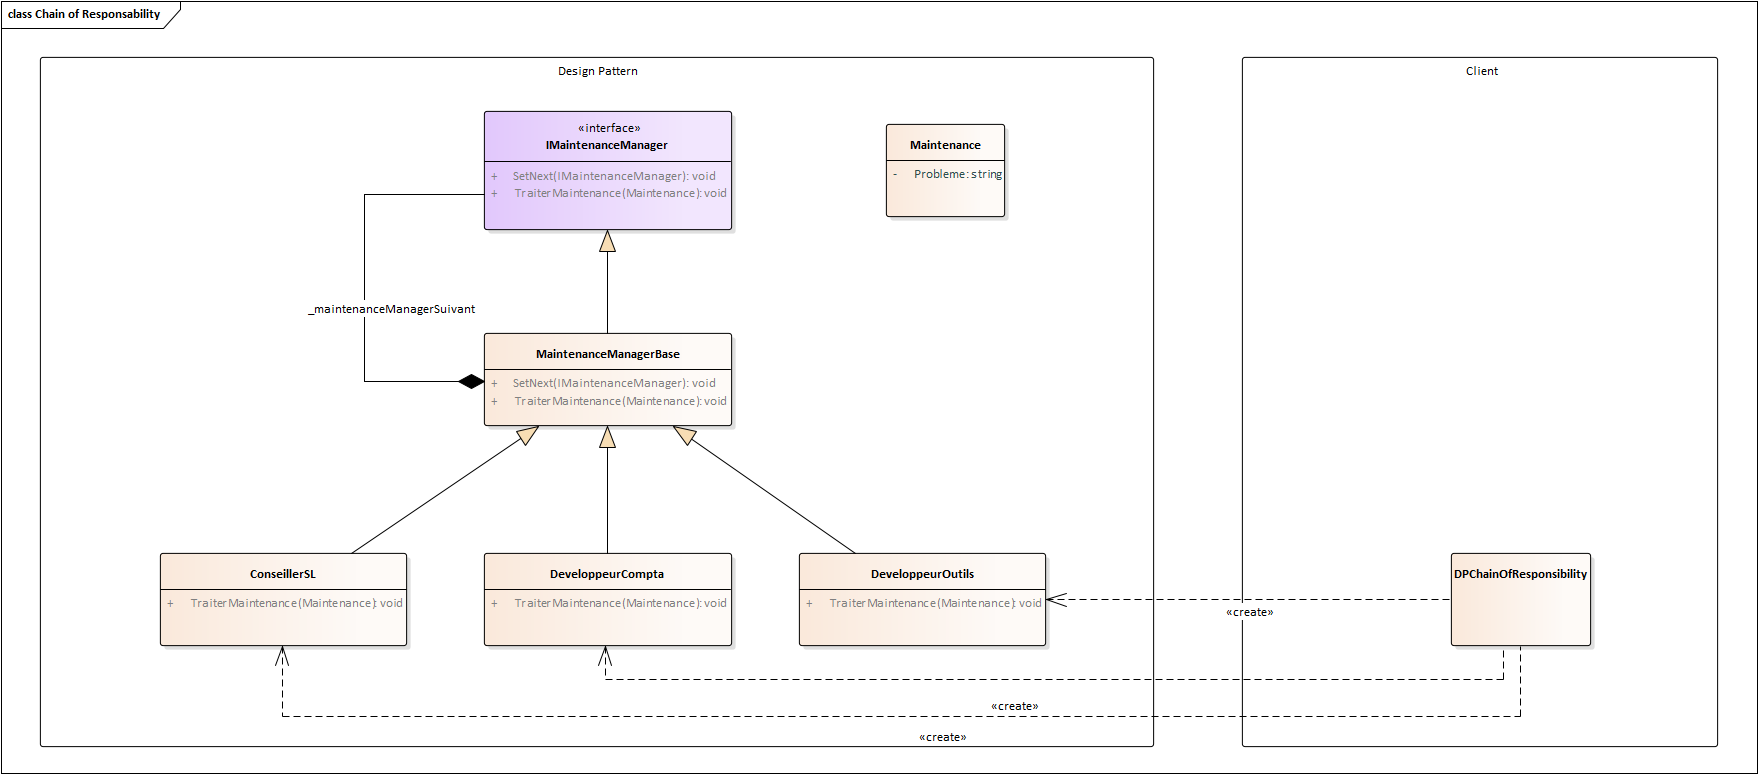 class Chain of Responsability
Design Pattern
Client
«interface»
IMaintenanceManager
+ SetNext(IMaintenanceManager): void
+ TraiterMaintenance(Maintenance): void
Maintenance
- Probleme: string
_maintenanceManagerSuivant
MaintenanceManagerBase
+ SetNext(IMaintenanceManager): void
+ TraiterMaintenance(Maintenance): void
ConseillerSL
+ TraiterMaintenance(Maintenance): void
DeveloppeurCompta
+ TraiterMaintenance(Maintenance): void
DeveloppeurOutils
+ TraiterMaintenance(Maintenance): void
DPChainOfResponsibility
«create»
«create»
«create»